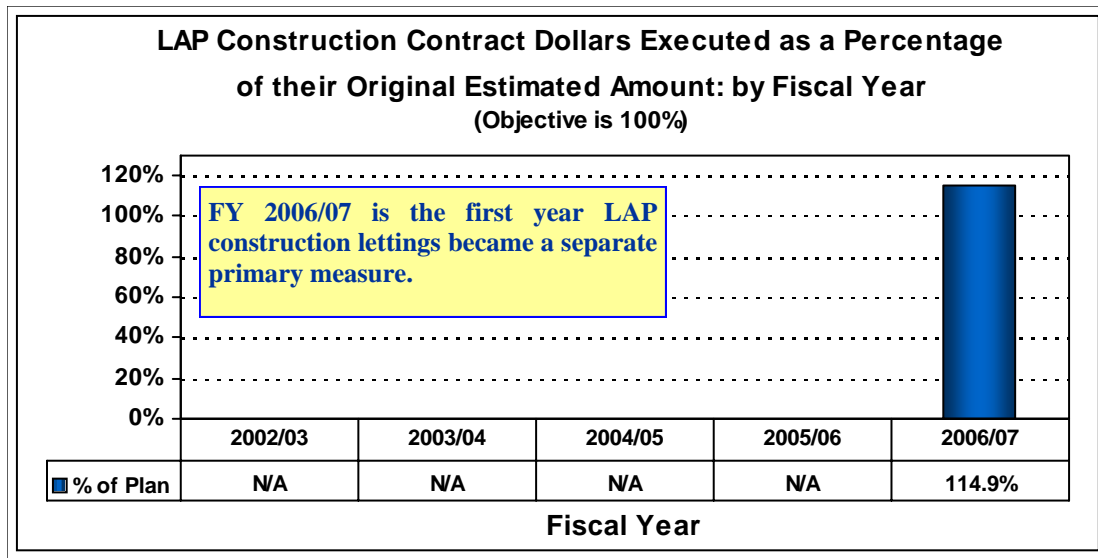 LAP Construction Contract Dollars Executed as a Percentage
of their Original Estimated Amount: by Fiscal Year
(Objective is 100%)
120%
100%
80%
60%
40%
20%
0%
FY 2006/07 is the first year LAP
construction lettings became a separate
primary measure.
2002/03 2003/04 2004/05 2005/06 2006/07
% of Plan N/A N/A N/A N/A 114.9%
Fiscal Year